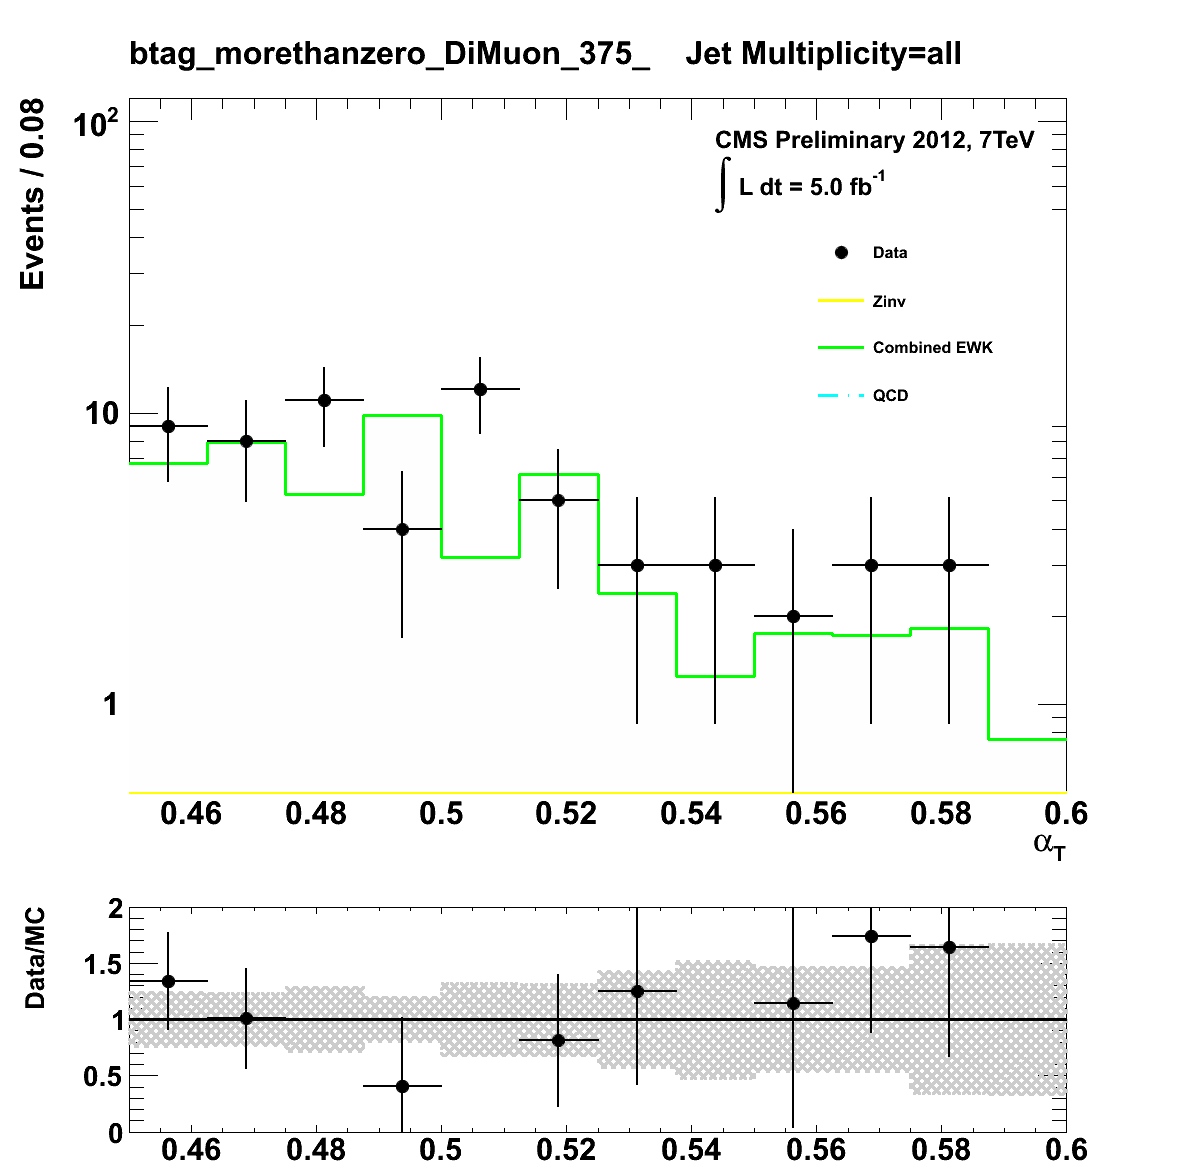 btag_morethanzero_DiMuon_375_ Jet Multiplicity=all
Events / 0.08
10²
10
1
CMS Preliminary 2012, 7TeV
∫ L dt = 5.0 fb⁻¹
Data
Zinv
Combined EWK
QCD
0.46 0.48 0.5 0.52 0.54 0.56 0.58 0.6
α_T
Data/MC
2
1.5
1
0.5
0
0.46 0.48 0.5 0.52 0.54 0.56 0.58 0.6